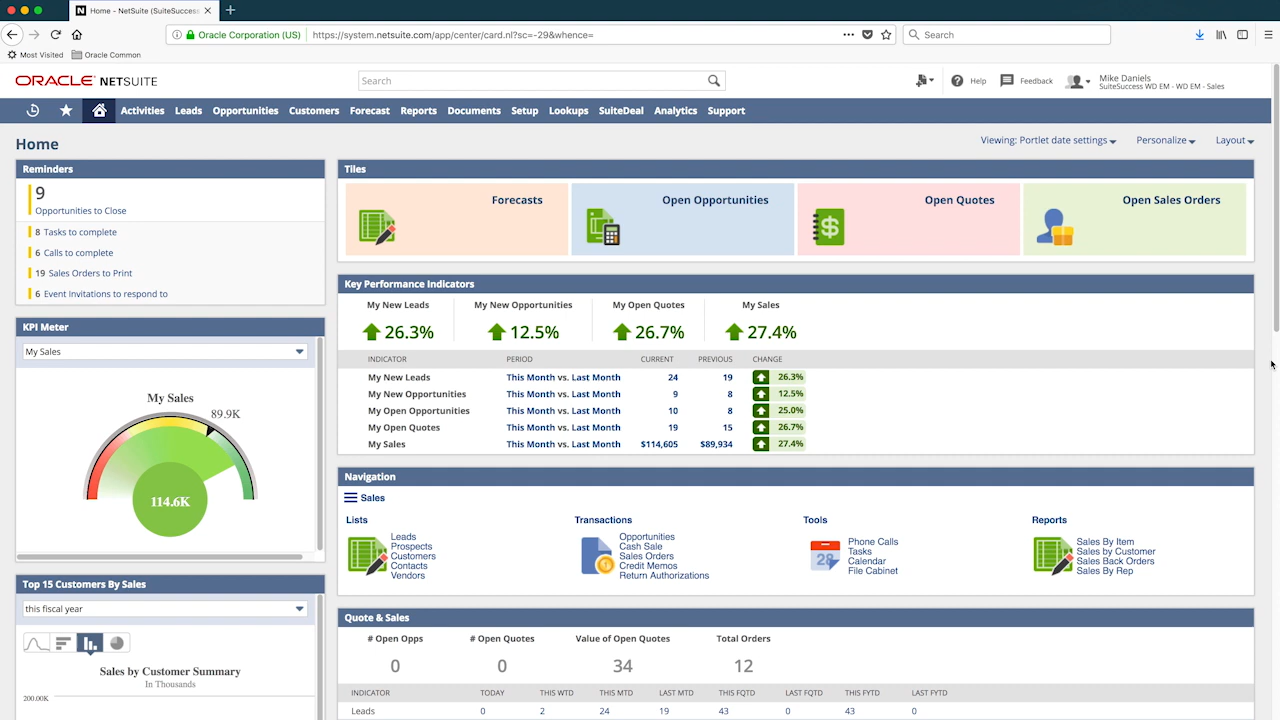 Home - NetSuite (SuiteSuccess
Oracle Corporation (US)
https://system.netsuite.com/app/center/card.nl?sc=-29&whence=
Search
Most Visited
Oracle Common
ORACLE NETSUITE
Search
Help
Feedback
Mike Daniels
SuiteSuccess WD EM - WD EM - Sales
Activities Leads Opportunities Customers Forecast Reports Documents Setup Lookups SuiteDeal Analytics Support
Home
Viewing: Portlet date settings
Personalize
Layout
Reminders
9
Opportunities to Close
8 Tasks to complete
6 Calls to complete
19 Sales Orders to Print
6 Event Invitations to respond to
KPI Meter
My Sales
My Sales
89.9K
114.6K
Top 15 Customers By Sales
this fiscal year
Sales by Customer Summary
In Thousands
200.00K
Tiles
Forecasts
Open Opportunities
Open Quotes
Open Sales Orders
Key Performance Indicators
My New Leads My New Opportunities My Open Quotes My Sales
26.3% 12.5% 26.7% 27.4%
INDICATOR PERIOD CURRENT PREVIOUS CHANGE
My New Leads This Month vs. Last Month 24 19 26.3%
My New Opportunities This Month vs. Last Month 9 8 12.5%
My Open Opportunities This Month vs. Last Month 10 8 25.0%
My Open Quotes This Month vs. Last Month 19 15 26.7%
My Sales This Month vs. Last Month $114,605 $89,934 27.4%
Navigation
Sales
Lists
Leads
Prospects
Customers
Contacts
Vendors
Transactions
Opportunities
Cash Sale
Sales Orders
Credit Memos
Return Authorizations
Tools
28
Phone Calls
Tasks
Calendar
File Cabinet
Reports
Sales By Item
Sales by Customer
Sales Back Orders
Sales By Rep
Quote & Sales
# Open Opps # Open Quotes Value of Open Quotes Total Orders
0 0 34 12
INDICATOR TODAY THIS WTD THIS MTD LAST MTD THIS FQTD LAST FQTD THIS FYTD LAST FYTD
Leads 0 2 24 19 43 0 43 0